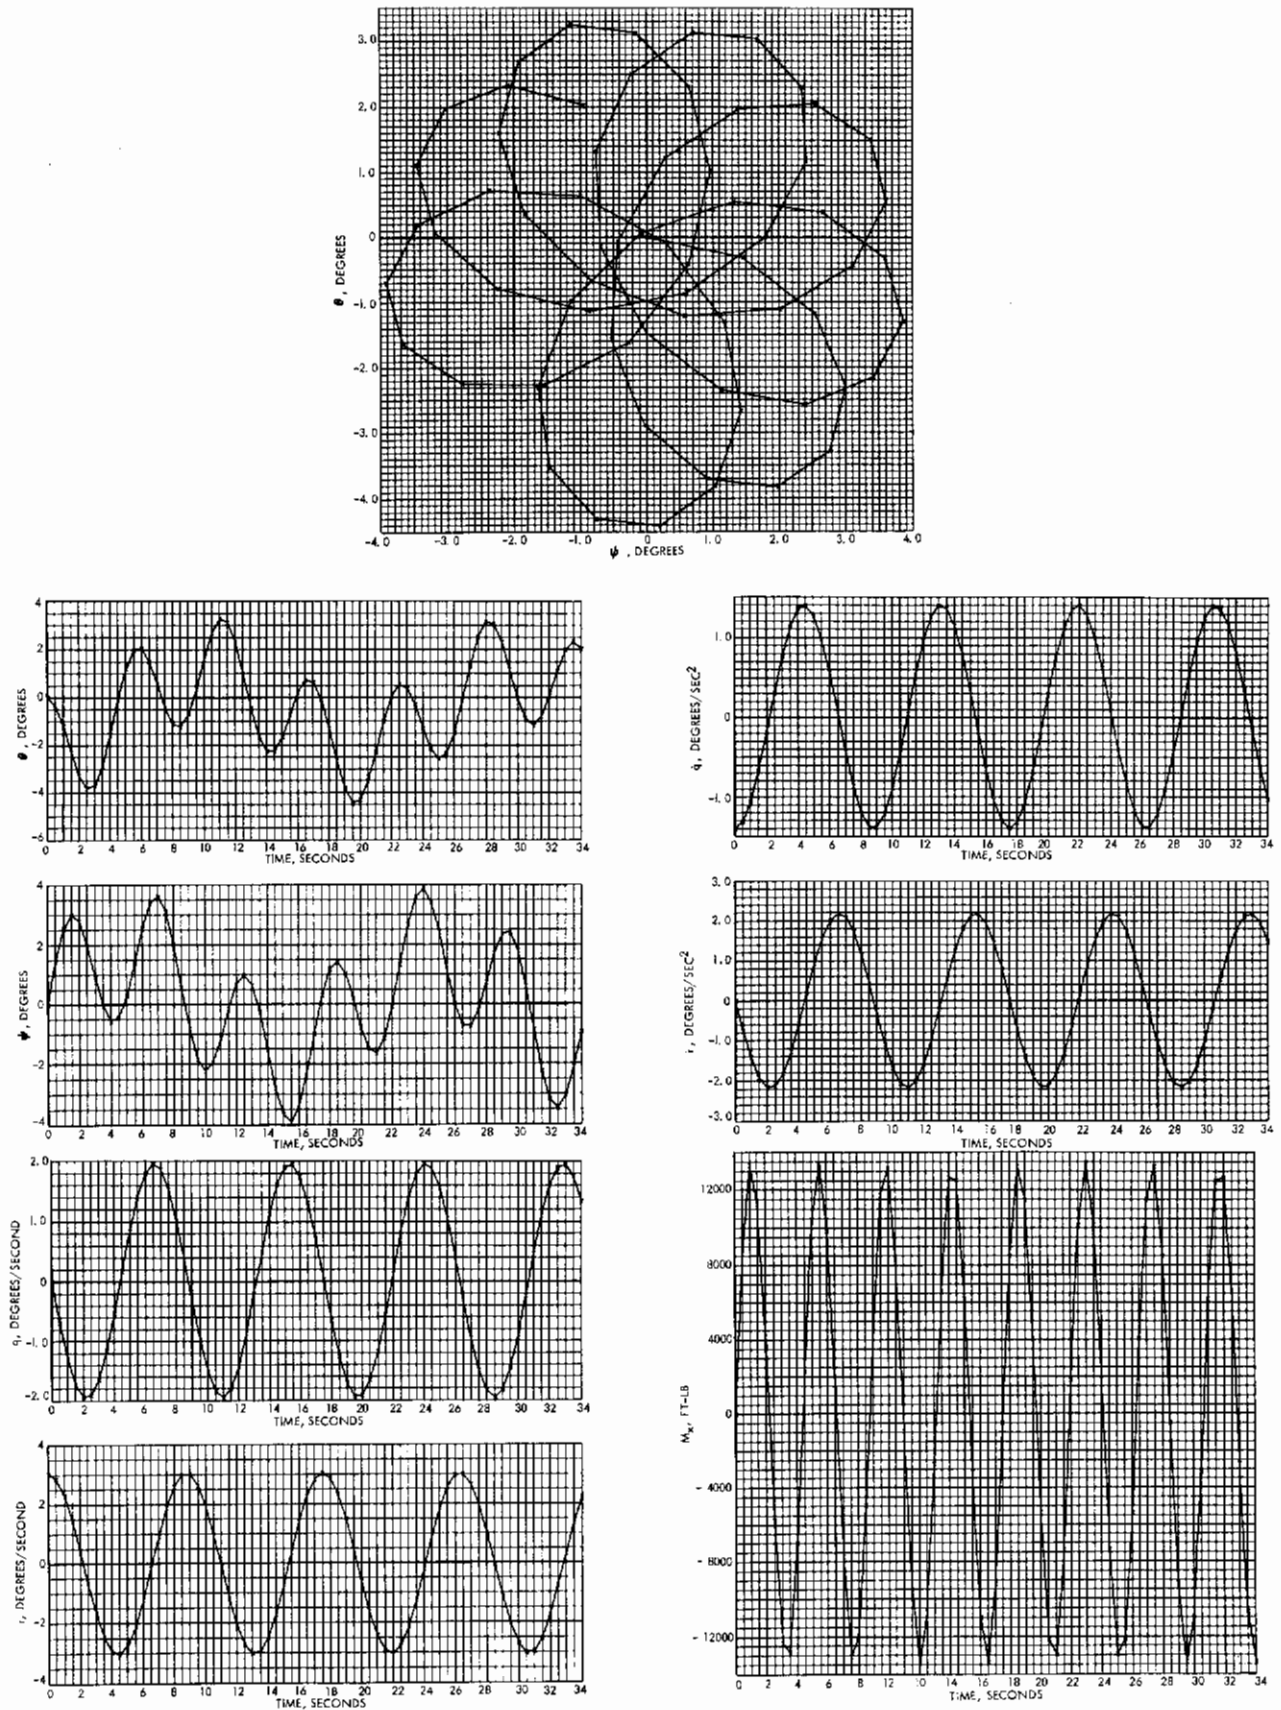 3.0
2.0
1.0
0
-1.0
-2.0
-3.0
-4.0
θ, DEGREES
-4.0 -3.0 -2.0 -1.0 0 1.0 2.0 3.0 4.0
ψ, DEGREES
4
2
0
-2
-4
-6
θ, DEGREES
0 2 4 6 8 10 12 14 16 18 20 22 24 26 28 30 32 34
TIME, SECONDS
1.0
0
-1.0
q̇, DEGREES/SEC²
0 2 4 6 8 10 12 14 16 18 20 22 24 26 28 30 32 34
TIME, SECONDS
4
2
0
-2
-4
ψ, DEGREES
0 2 4 6 8 10 12 14 16 18 20 22 24 26 28 30 32 34
TIME, SECONDS
3.0
2.0
1.0
0
-1.0
-2.0
-3.0
ṙ, DEGREES/SEC²
0 2 4 6 8 10 12 14 16 18 20 22 24 26 28 30 32 34
TIME, SECONDS
2.0
1.0
0
-1.0
-2.0
q, DEGREES/SECOND
0 2 4 6 8 10 12 14 16 18 20 22 24 26 28 30 32 34
TIME, SECONDS
12000
8000
4000
0
- 4000
- 8000
- 12000
Mx, FT-LB
0 2 4 6 8 10 12 14 16 18 20 22 24 26 28 30 32 34
TIME, SECONDS
4
2
0
-2
-4
r, DEGREES/SECOND
0 2 4 6 8 10 12 14 16 18 20 22 24 26 28 30 32 34
TIME, SECONDS